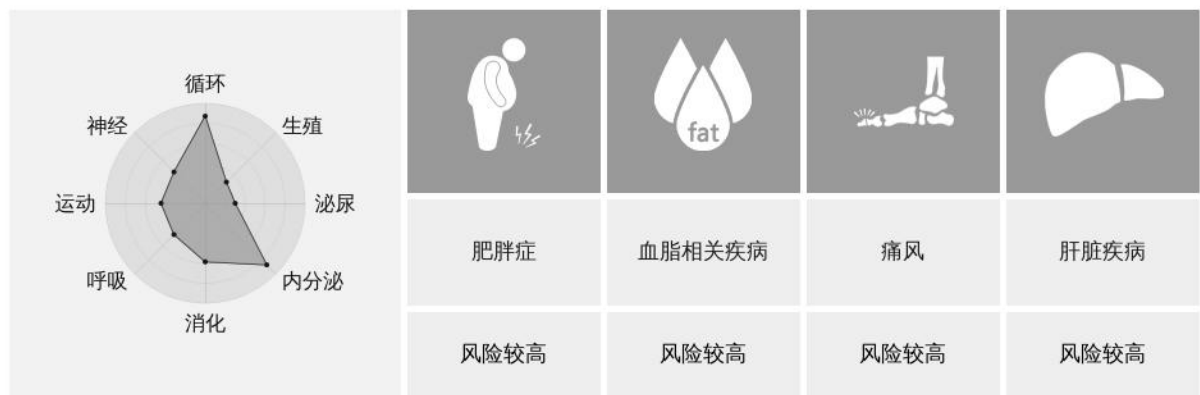 循环
神经
生殖
运动
泌尿
呼吸
内分泌
消化
fat
肥胖症
血脂相关疾病
痛风
肝脏疾病
风险较高
风险较高
风险较高
风险较高